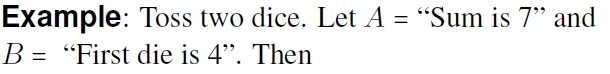 Example: Toss two dice. Let A = “Sum is 7” and
B = “First die is 4”. Then